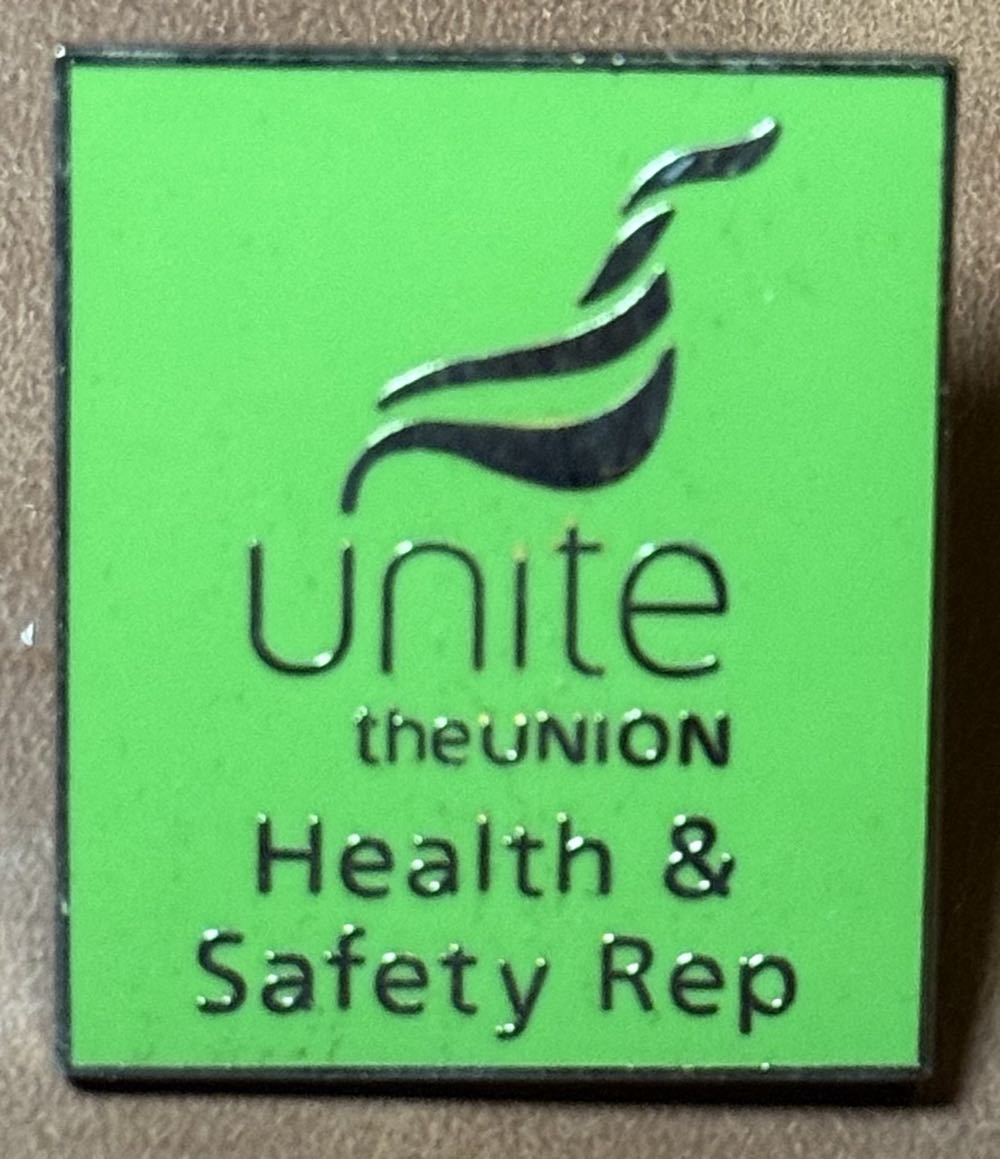 unite
theUNION
Health &
Safety Rep